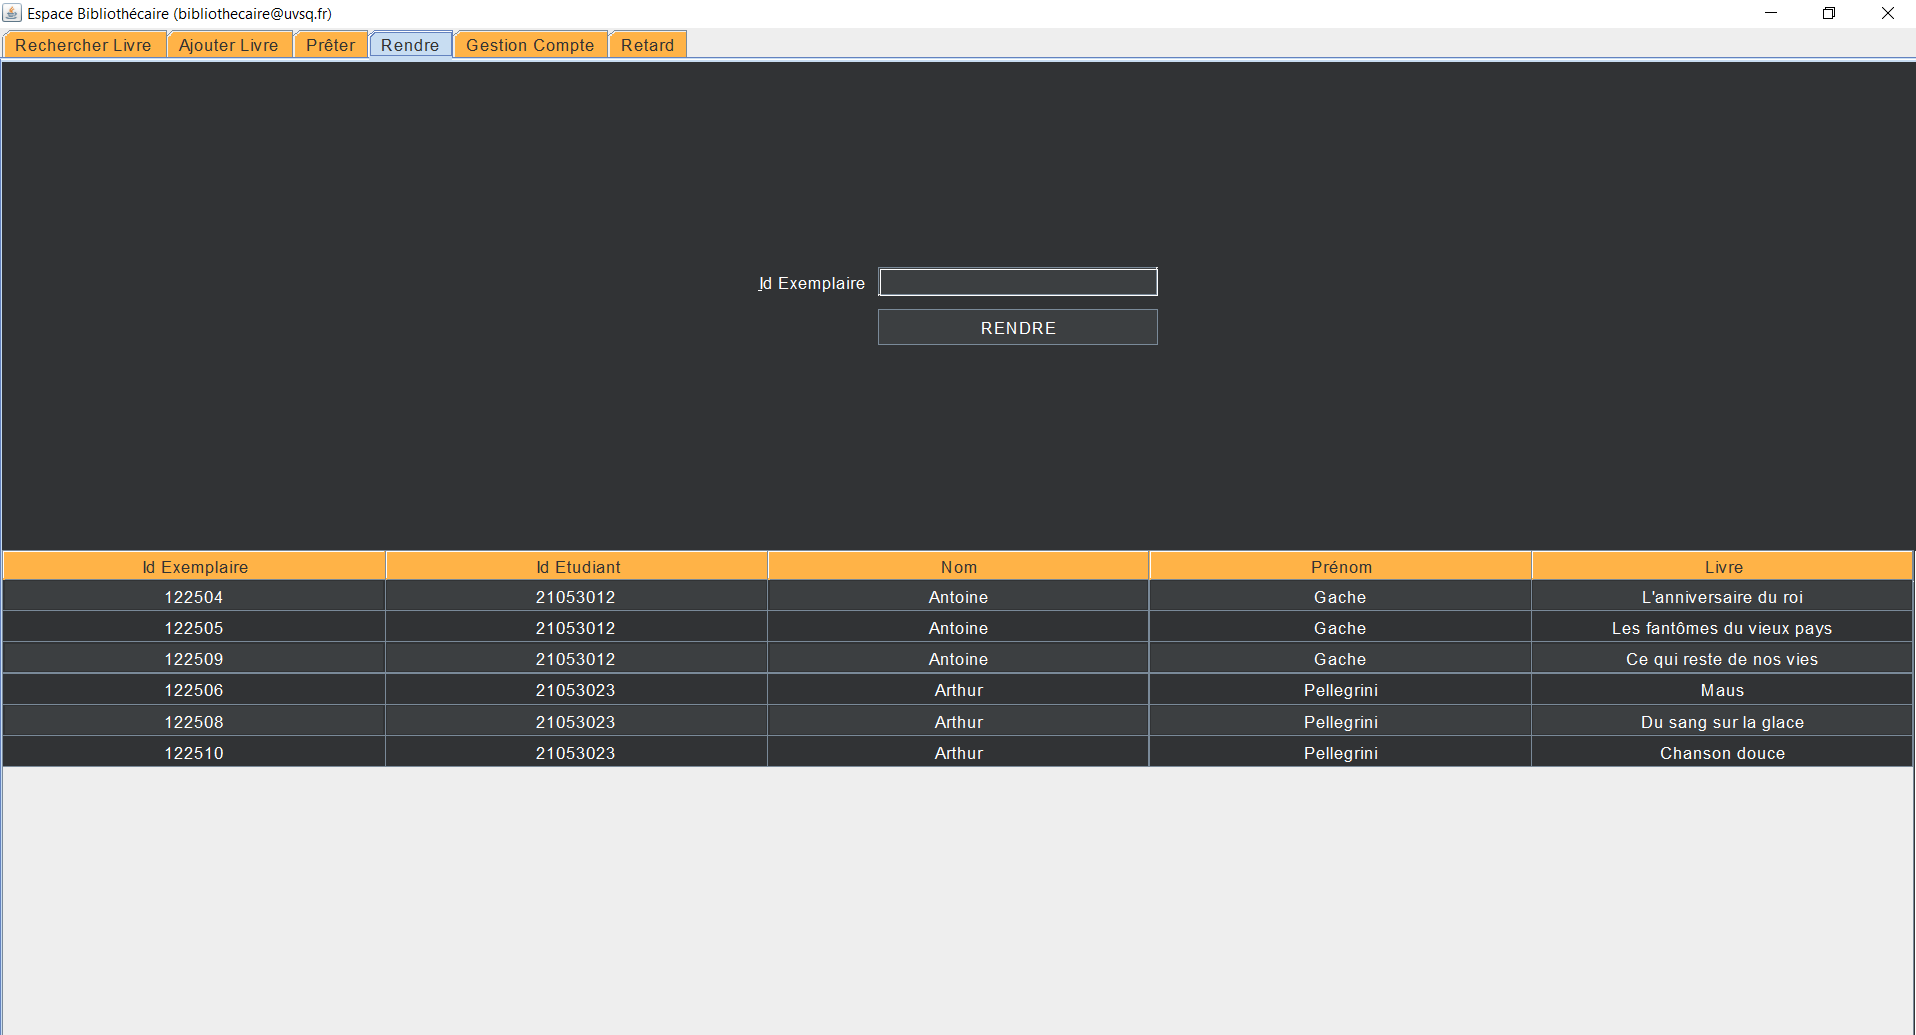 Espace Bibliothécaire (bibliothecaire@uvsq.fr)
Rechercher Livre Ajouter Livre Prêter Rendre Gestion Compte Retard
Id Exemplaire
RENDRE
Id Exemplaire Id Etudiant Nom Prénom Livre
122504 21053012 Antoine Gache L'anniversaire du roi
122505 21053012 Antoine Gache Les fantômes du vieux pays
122509 21053012 Antoine Gache Ce qui reste de nos vies
122506 21053023 Arthur Pellegrini Maus
122508 21053023 Arthur Pellegrini Du sang sur la glace
122510 21053023 Arthur Pellegrini Chanson douce